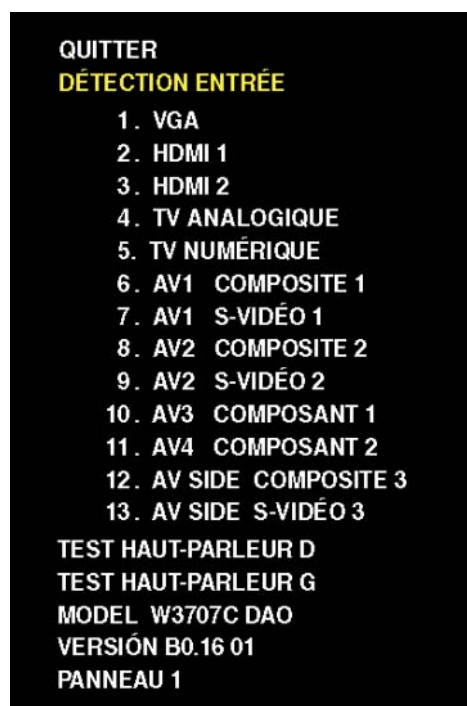 QUITTER
DÉTECTION ENTRÉE
1. VGA
2. HDMI 1
3. HDMI 2
4. TV ANALOGIQUE
5. TV NUMÉRIQUE
6. AV1 COMPOSITE 1
7. AV1 S-VIDÉO 1
8. AV2 COMPOSITE 2
9. AV2 S-VIDÉO 2
10. AV3 COMPOSANT 1
11. AV4 COMPOSANT 2
12. AV SIDE COMPOSITE 3
13. AV SIDE S-VIDÉO 3
TEST HAUT-PARLEUR D
TEST HAUT-PARLEUR G
MODEL W3707C DAO
VERSIÓN B0.16 01
PANNEAU 1